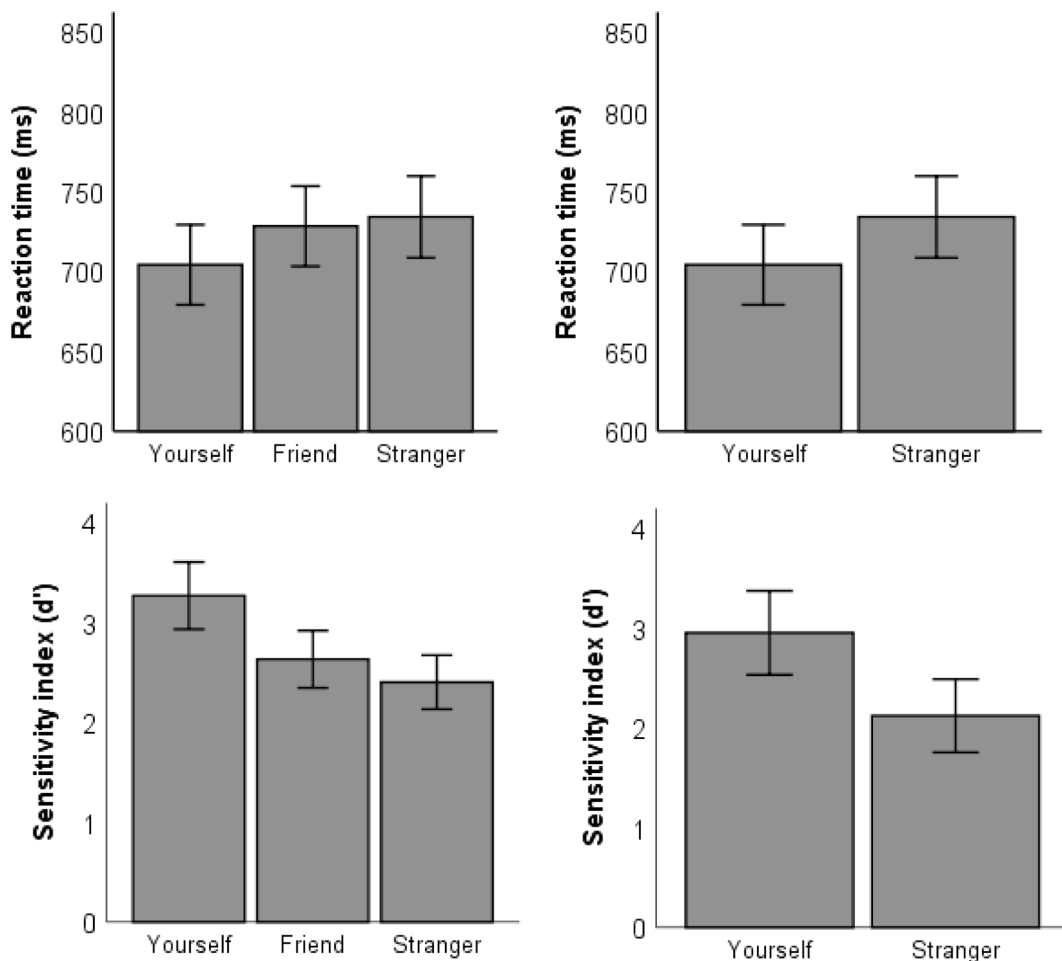 Reaction time (ms)
850
800
750
700
650
600
Yourself Friend Stranger
Reaction time (ms)
850
800
750
700
650
600
Yourself Stranger
Sensitivity index (d')
4
3
2
1
0
Yourself Friend Stranger
Sensitivity index (d')
4
3
2
1
0
Yourself Stranger